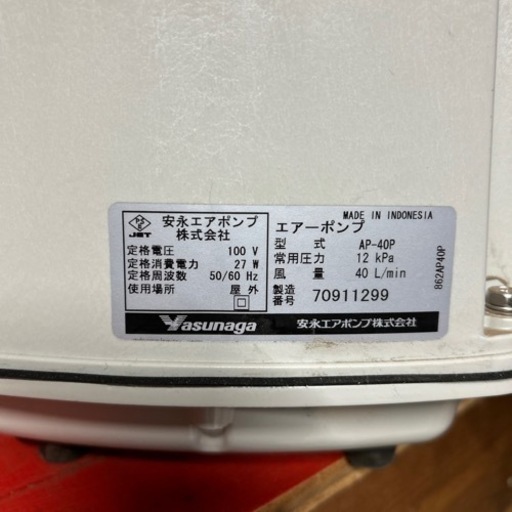 PSE
JET
安永エアポンプ
株式会社
定格電圧 100 V
定格消費電力 27 W
定格周波数 50/60 Hz
使用場所 屋外
MADE IN INDONESIA
エアーポンプ
型式 AP-40P
常用圧力 12 kPa
風量 40 L/min
製造
番号 70911299
862AP40P
Yasunaga 安永エアポンプ株式会社